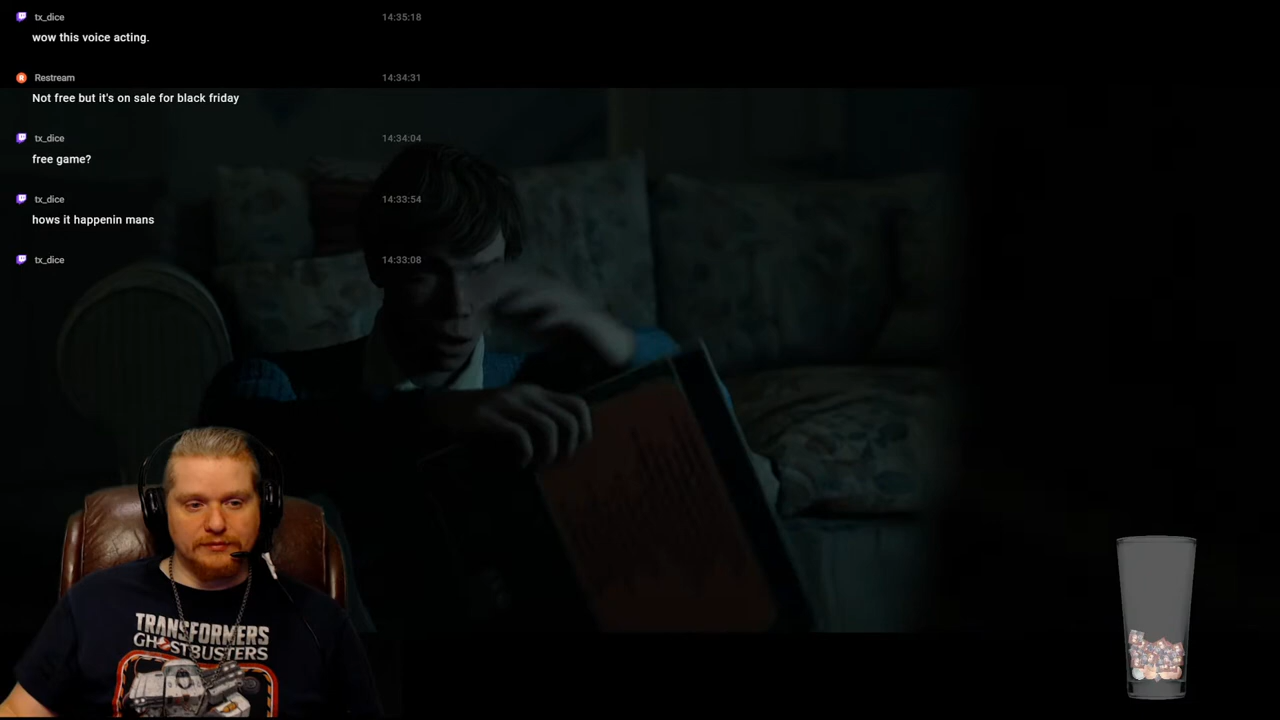 tx_dice 14:35:18
wow this voice acting.
Restream 14:34:31
Not free but it's on sale for black friday
tx_dice 14:34:04
free game?
tx_dice 14:33:54
hows it happenin mans
tx_dice 14:33:08
TRANSFORMERS
GHOSTBUSTERS